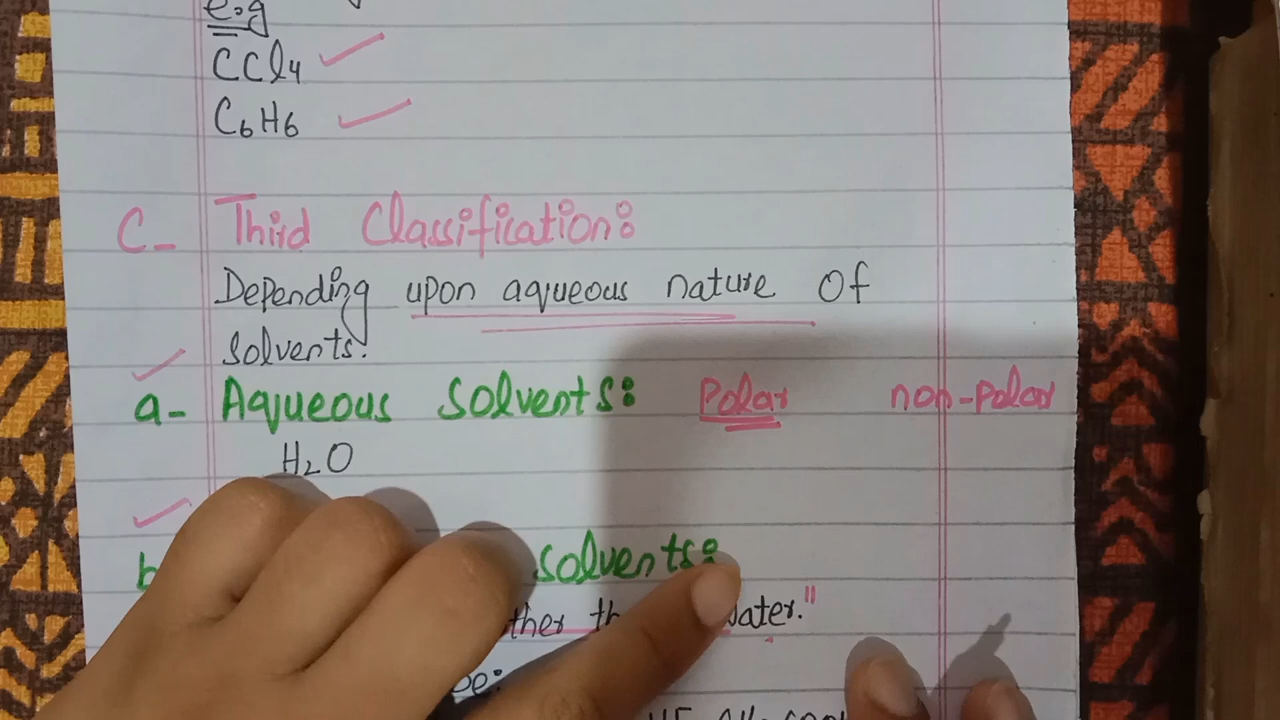 e.g
CCl4
C6H6
C- Third Classification:
Depending upon aqueous nature of
solvents.
a- Aqueous solvents: Polar non-polar
H2O
b solvents:
ther th Water."